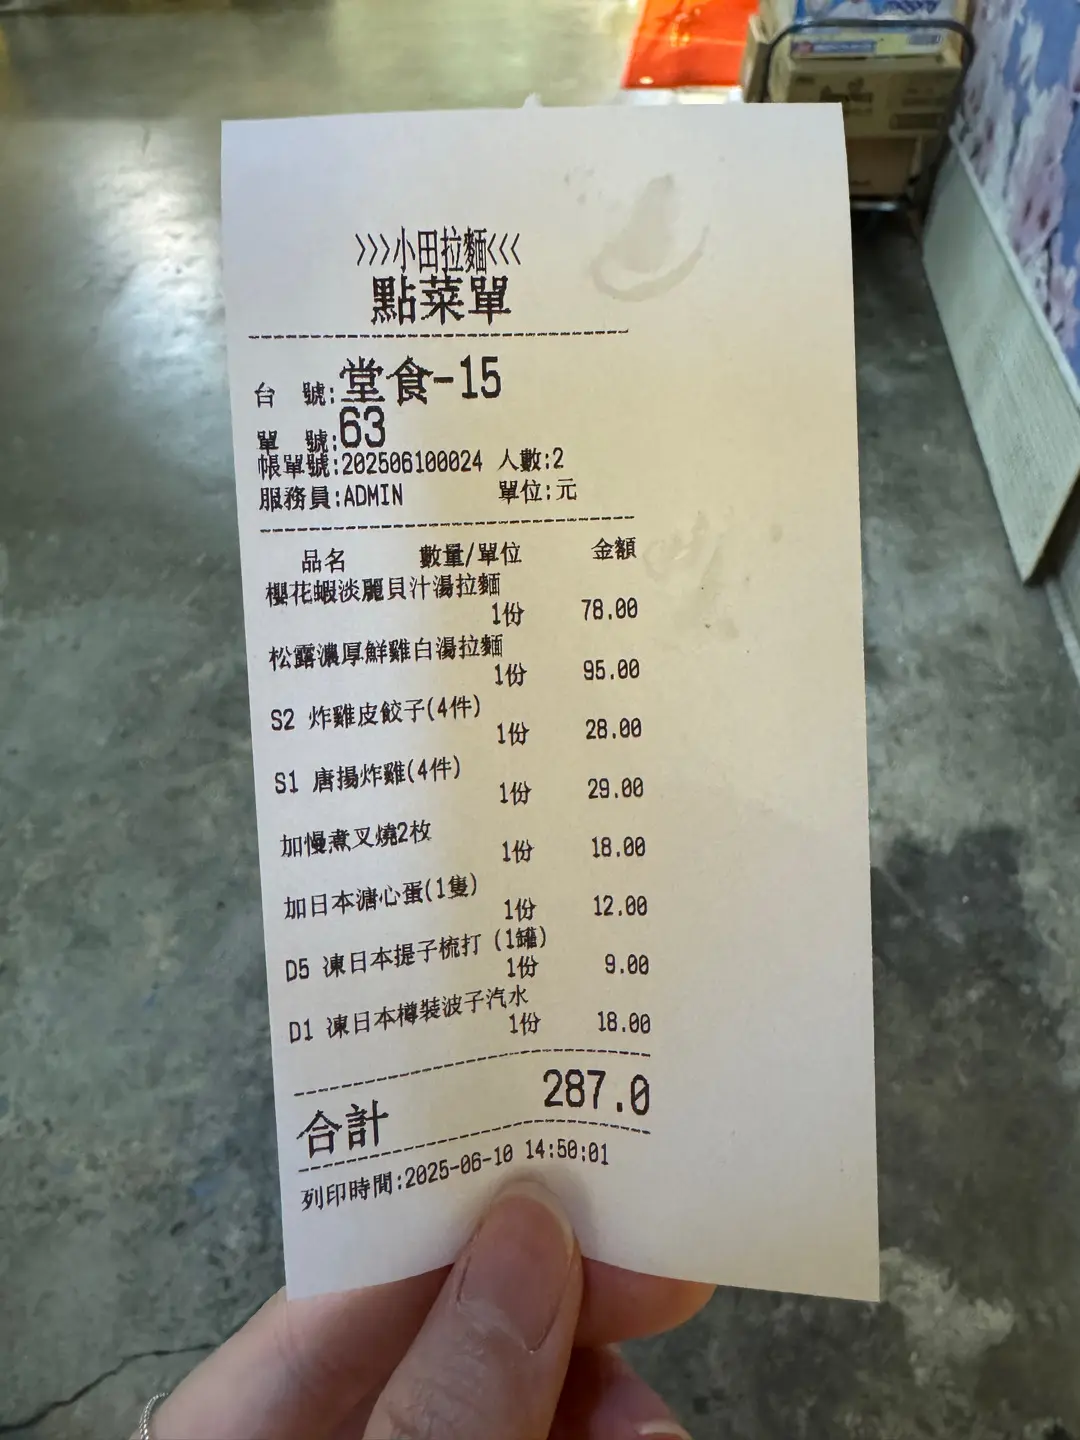 >>>小田拉麵<<<
點菜單
台 號:堂食-15
單 號:63
帳單號:202506100024 人數:2
服務員:ADMIN 單位:元
品名 數量/單位 金額
櫻花蝦淡麗貝汁湯拉麵
1份 78.00
松露濃厚鮮雞白湯拉麵
1份 95.00
S2 炸雞皮餃子(4件)
1份 28.00
S1 唐揚炸雞(4件)
1份 29.00
加慢煮叉燒2枚
1份 18.00
加日本溏心蛋(1隻)
1份 12.00
D5 凍日本提子梳打 (1罐)
1份 9.00
D1 凍日本樽裝波子汽水
1份 18.00
合計 287.0
列印時間:2025-06-10 14:50:01